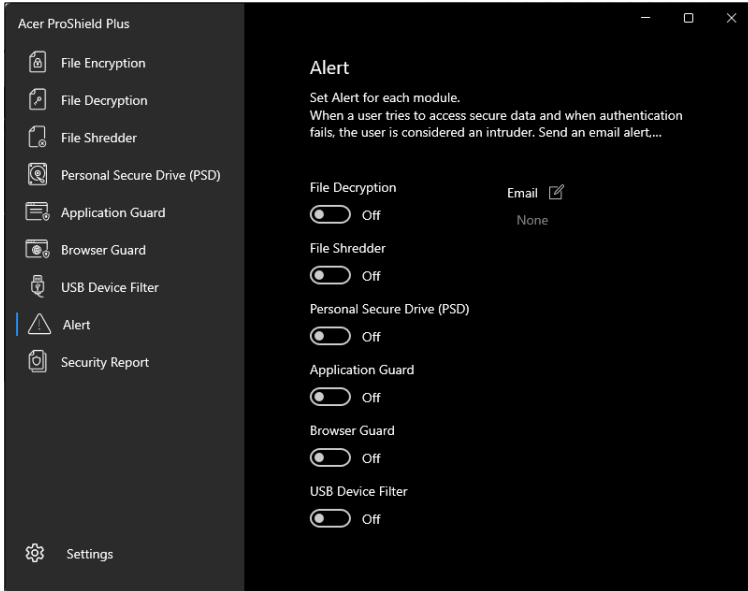 Acer ProShield Plus
File Encryption
File Decryption
File Shredder
Personal Secure Drive (PSD)
Application Guard
Browser Guard
USB Device Filter
Alert
Security Report
Settings
Alert
Set Alert for each module.
When a user tries to access secure data and when authentication
fails, the user is considered an intruder. Send an email alert,...
File Decryption
Off
Email
None
File Shredder
Off
Personal Secure Drive (PSD)
Off
Application Guard
Off
Browser Guard
Off
USB Device Filter
Off